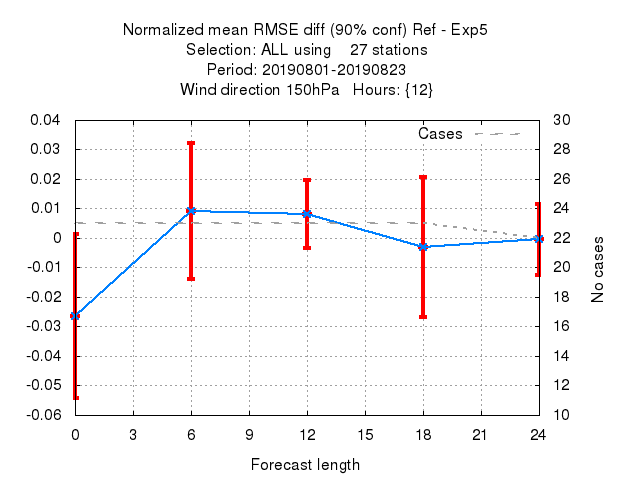 Normalized mean RMSE diff (90% conf) Ref - Exp5
Selection: ALL using    27 stations
Period: 20190801-20190823
Wind direction 150hPa   Hours: {12}
Cases
0.04
0.03
0.02
0.01
0
-0.01
-0.02
-0.03
-0.04
-0.05
-0.06
30
28
26
24
22
20
18
16
14
12
10
No cases
0 3 6 9 12 15 18 21 24
Forecast length